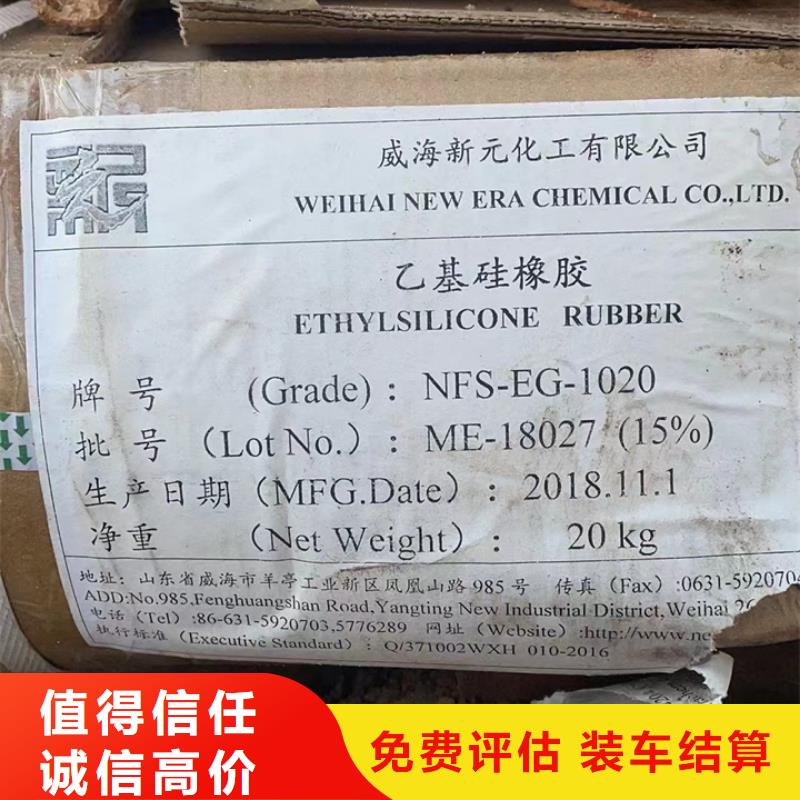 威海新元化工有限公司
WEIHAI NEW ERA CHEMICAL CO.,LTD.
乙基硅橡胶
ETHYLSILICONE RUBBER
牌 号 (Grade) : NFS-EG-1020
批 号 (Lot No.) : ME-18027 (15%)
生产日期 (MFG.Date) : 2018.11.1
净重 (Net Weight) : 20 kg
地址: 山东省威海市羊亭工业新区凤凰山路985号 传真 (Fax) :0631-592070
ADD:No.985,Fenghuangshan Road,Yangting New Industrial District,Weihai
电话 (Tel) :86-631-5920703,5776289 网址 (Website) :http://www.ne
执行标准 (Executive Standard) : Q/371002WXH 010-2016
值得信任
诚信高价
免费评估 装车结算